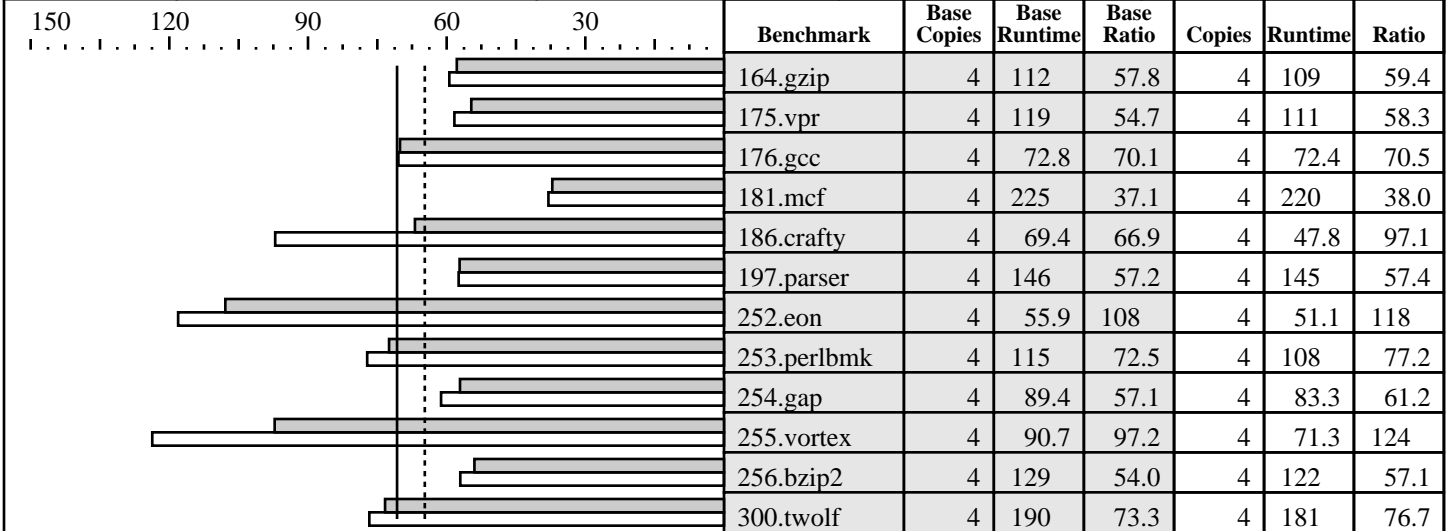 150 120 90 60 30
Benchmark Base Copies Base Runtime Base Ratio Copies Runtime Ratio
164.gzip 4 112 57.8 4 109 59.4
175.vpr 4 119 54.7 4 111 58.3
176.gcc 4 72.8 70.1 4 72.4 70.5
181.mcf 4 225 37.1 4 220 38.0
186.crafty 4 69.4 66.9 4 47.8 97.1
197.parser 4 146 57.2 4 145 57.4
252.eon 4 55.9 108 4 51.1 118
253.perlbmk 4 115 72.5 4 108 77.2
254.gap 4 89.4 57.1 4 83.3 61.2
255.vortex 4 90.7 97.2 4 71.3 124
256.bzip2 4 129 54.0 4 122 57.1
300.twolf 4 190 73.3 4 181 76.7